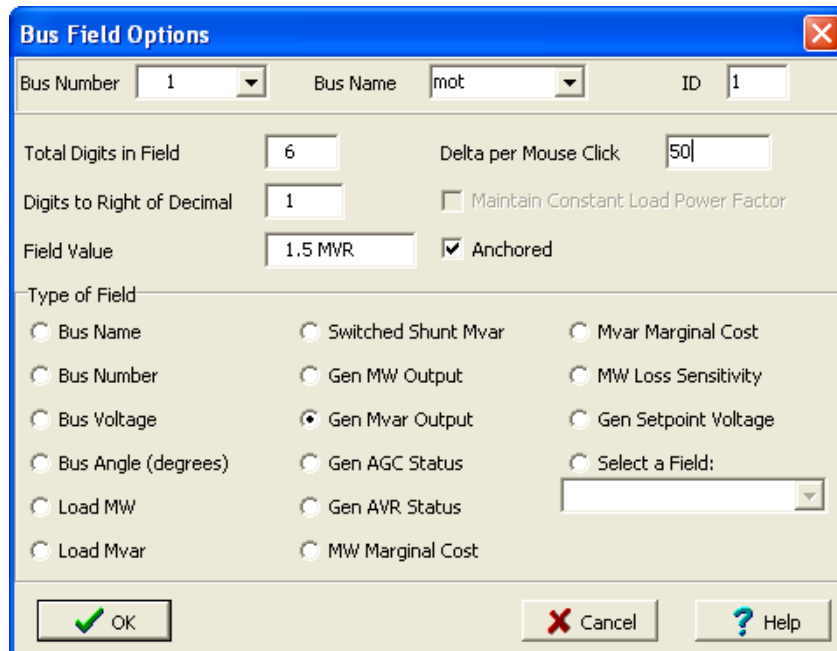 Bus Field Options
Bus Number 1 Bus Name mot ID 1
Total Digits in Field 6 Delta per Mouse Click 50
Digits to Right of Decimal 1 Maintain Constant Load Power Factor
Field Value 1.5 MVR Anchored
Type of Field
Bus Name Switched Shunt Mvar Mvar Marginal Cost
Bus Number Gen MW Output MW Loss Sensitivity
Bus Voltage Gen Mvar Output Gen Setpoint Voltage
Bus Angle (degrees) Gen AGC Status Select a Field:
Load MW Gen AVR Status
Load Mvar MW Marginal Cost
OK Cancel ? Help